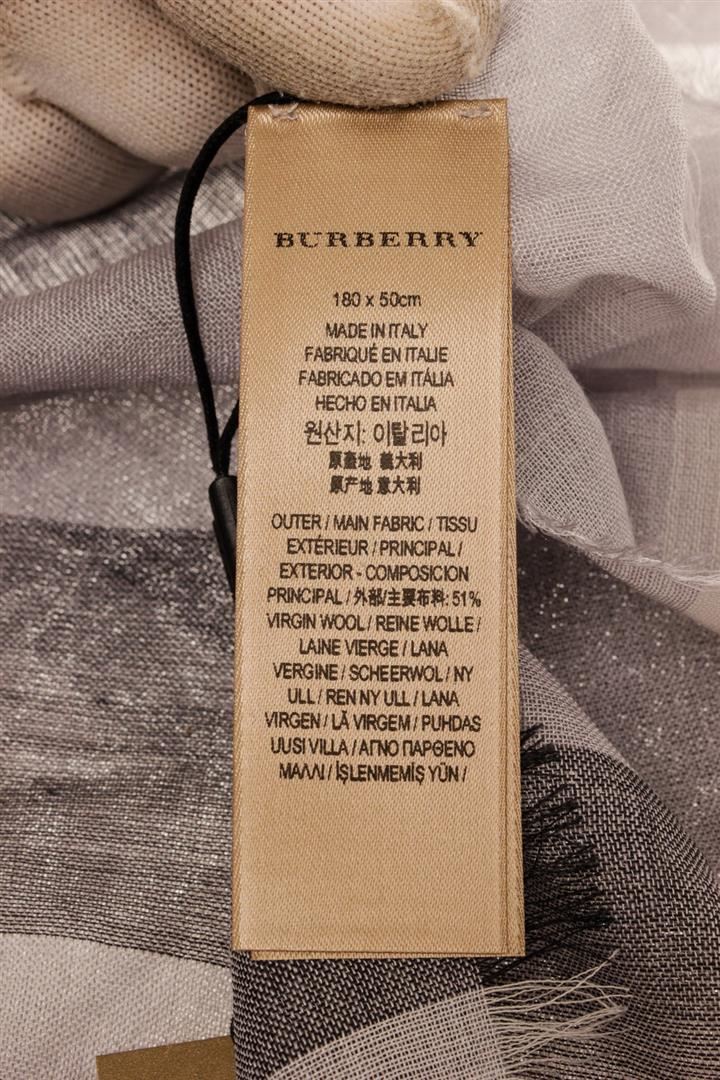 BURBERRY
180 x 50cm
MADE IN ITALY
FABRIQUÉ EN ITALIE
FABRICADO EM ITÁLIA
HECHO EN ITALIA
원산지: 이탈리아
原產地 義大利
原产地 意大利
OUTER / MAIN FABRIC / TISSU
EXTÉRIEUR / PRINCIPAL /
EXTERIOR - COMPOSICION
PRINCIPAL / 外部/主要布料: 51%
VIRGIN WOOL / REINE WOLLE /
LAINE VIERGE / LANA
VERGINE / SCHEERWOL / NY
ULL / REN NY ULL / LANA
VIRGEN / LÃ VIRGEM / PUHDAS
UUSI VILLA / ΑΓΝΟ ΠΑΡΘΕΝΟ
ΜΑΛΛΙ / İŞLENMEMİŞ YÜN /